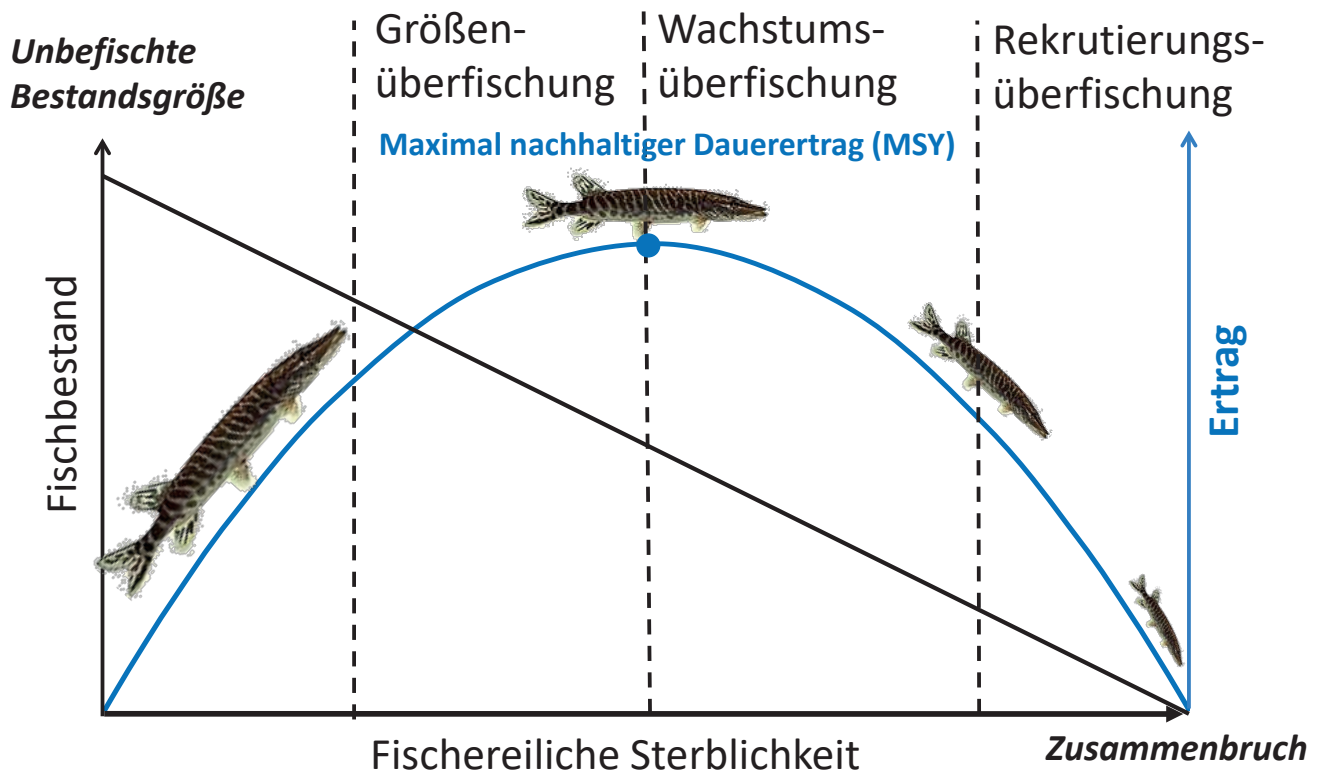 Unbefischte
Bestandsgröße
Größen-
überfischung
Wachstums-
überfischung
Rekrutierungs-
überfischung
Maximal nachhaltiger Dauerertrag (MSY)
Fischbestand
Ertrag
Fischereiliche Sterblichkeit
Zusammenbruch